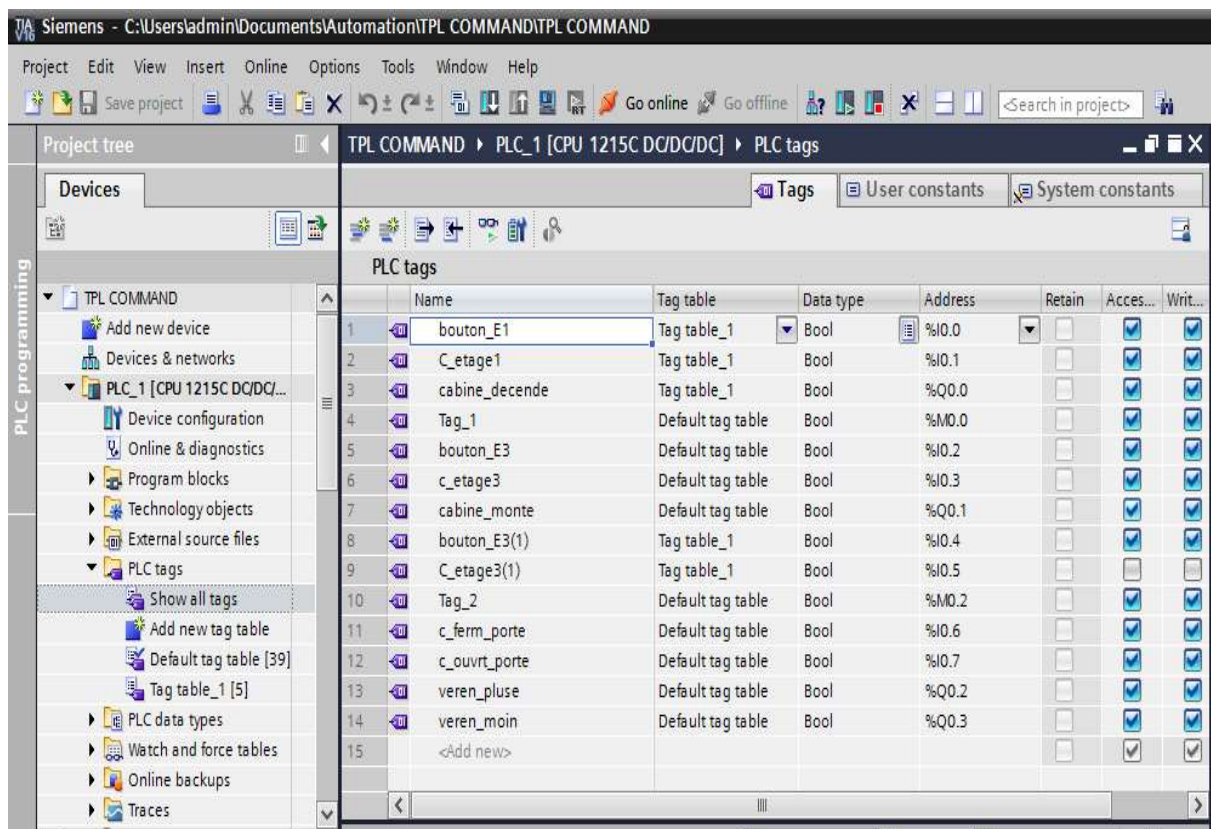 Siemens - C:\Users\admin\Documents\Automation\TPL COMMAND\TPL COMMAND
Project Edit View Insert Online Options Tools Window Help
Save project Go online Go offline <Search in project>
Project tree
TPL COMMAND PLC_1 [CPU 1215C DC/DC/DC] PLC tags
Devices
Tags User constants System constants
PLC programming
PLC tags
TPL COMMAND
Add new device
Devices & networks
PLC_1 [CPU 1215C DC/DC/...
Device configuration
Online & diagnostics
Program blocks
Technology objects
External source files
PLC tags
Show all tags
Add new tag table
Default tag table [39]
Tag table_1 [5]
PLC data types
Watch and force tables
Online backups
Traces
Name Tag table Data type Address Retain Acces... Writ...
1 bouton_E1 Tag table_1 Bool %I0.0
2 C_etage1 Tag table_1 Bool %I0.1
3 cabine_decende Tag table_1 Bool %Q0.0
4 Tag_1 Default tag table Bool %M0.0
5 bouton_E3 Default tag table Bool %I0.2
6 c_etage3 Default tag table Bool %I0.3
7 cabine_monte Default tag table Bool %Q0.1
8 bouton_E3(1) Tag table_1 Bool %I0.4
9 C_etage3(1) Tag table_1 Bool %I0.5
10 Tag_2 Default tag table Bool %M0.2
11 c_ferm_porte Default tag table Bool %I0.6
12 c_ouvrt_porte Default tag table Bool %I0.7
13 veren_pluse Default tag table Bool %Q0.2
14 veren_moin Default tag table Bool %Q0.3
15 <Add new>